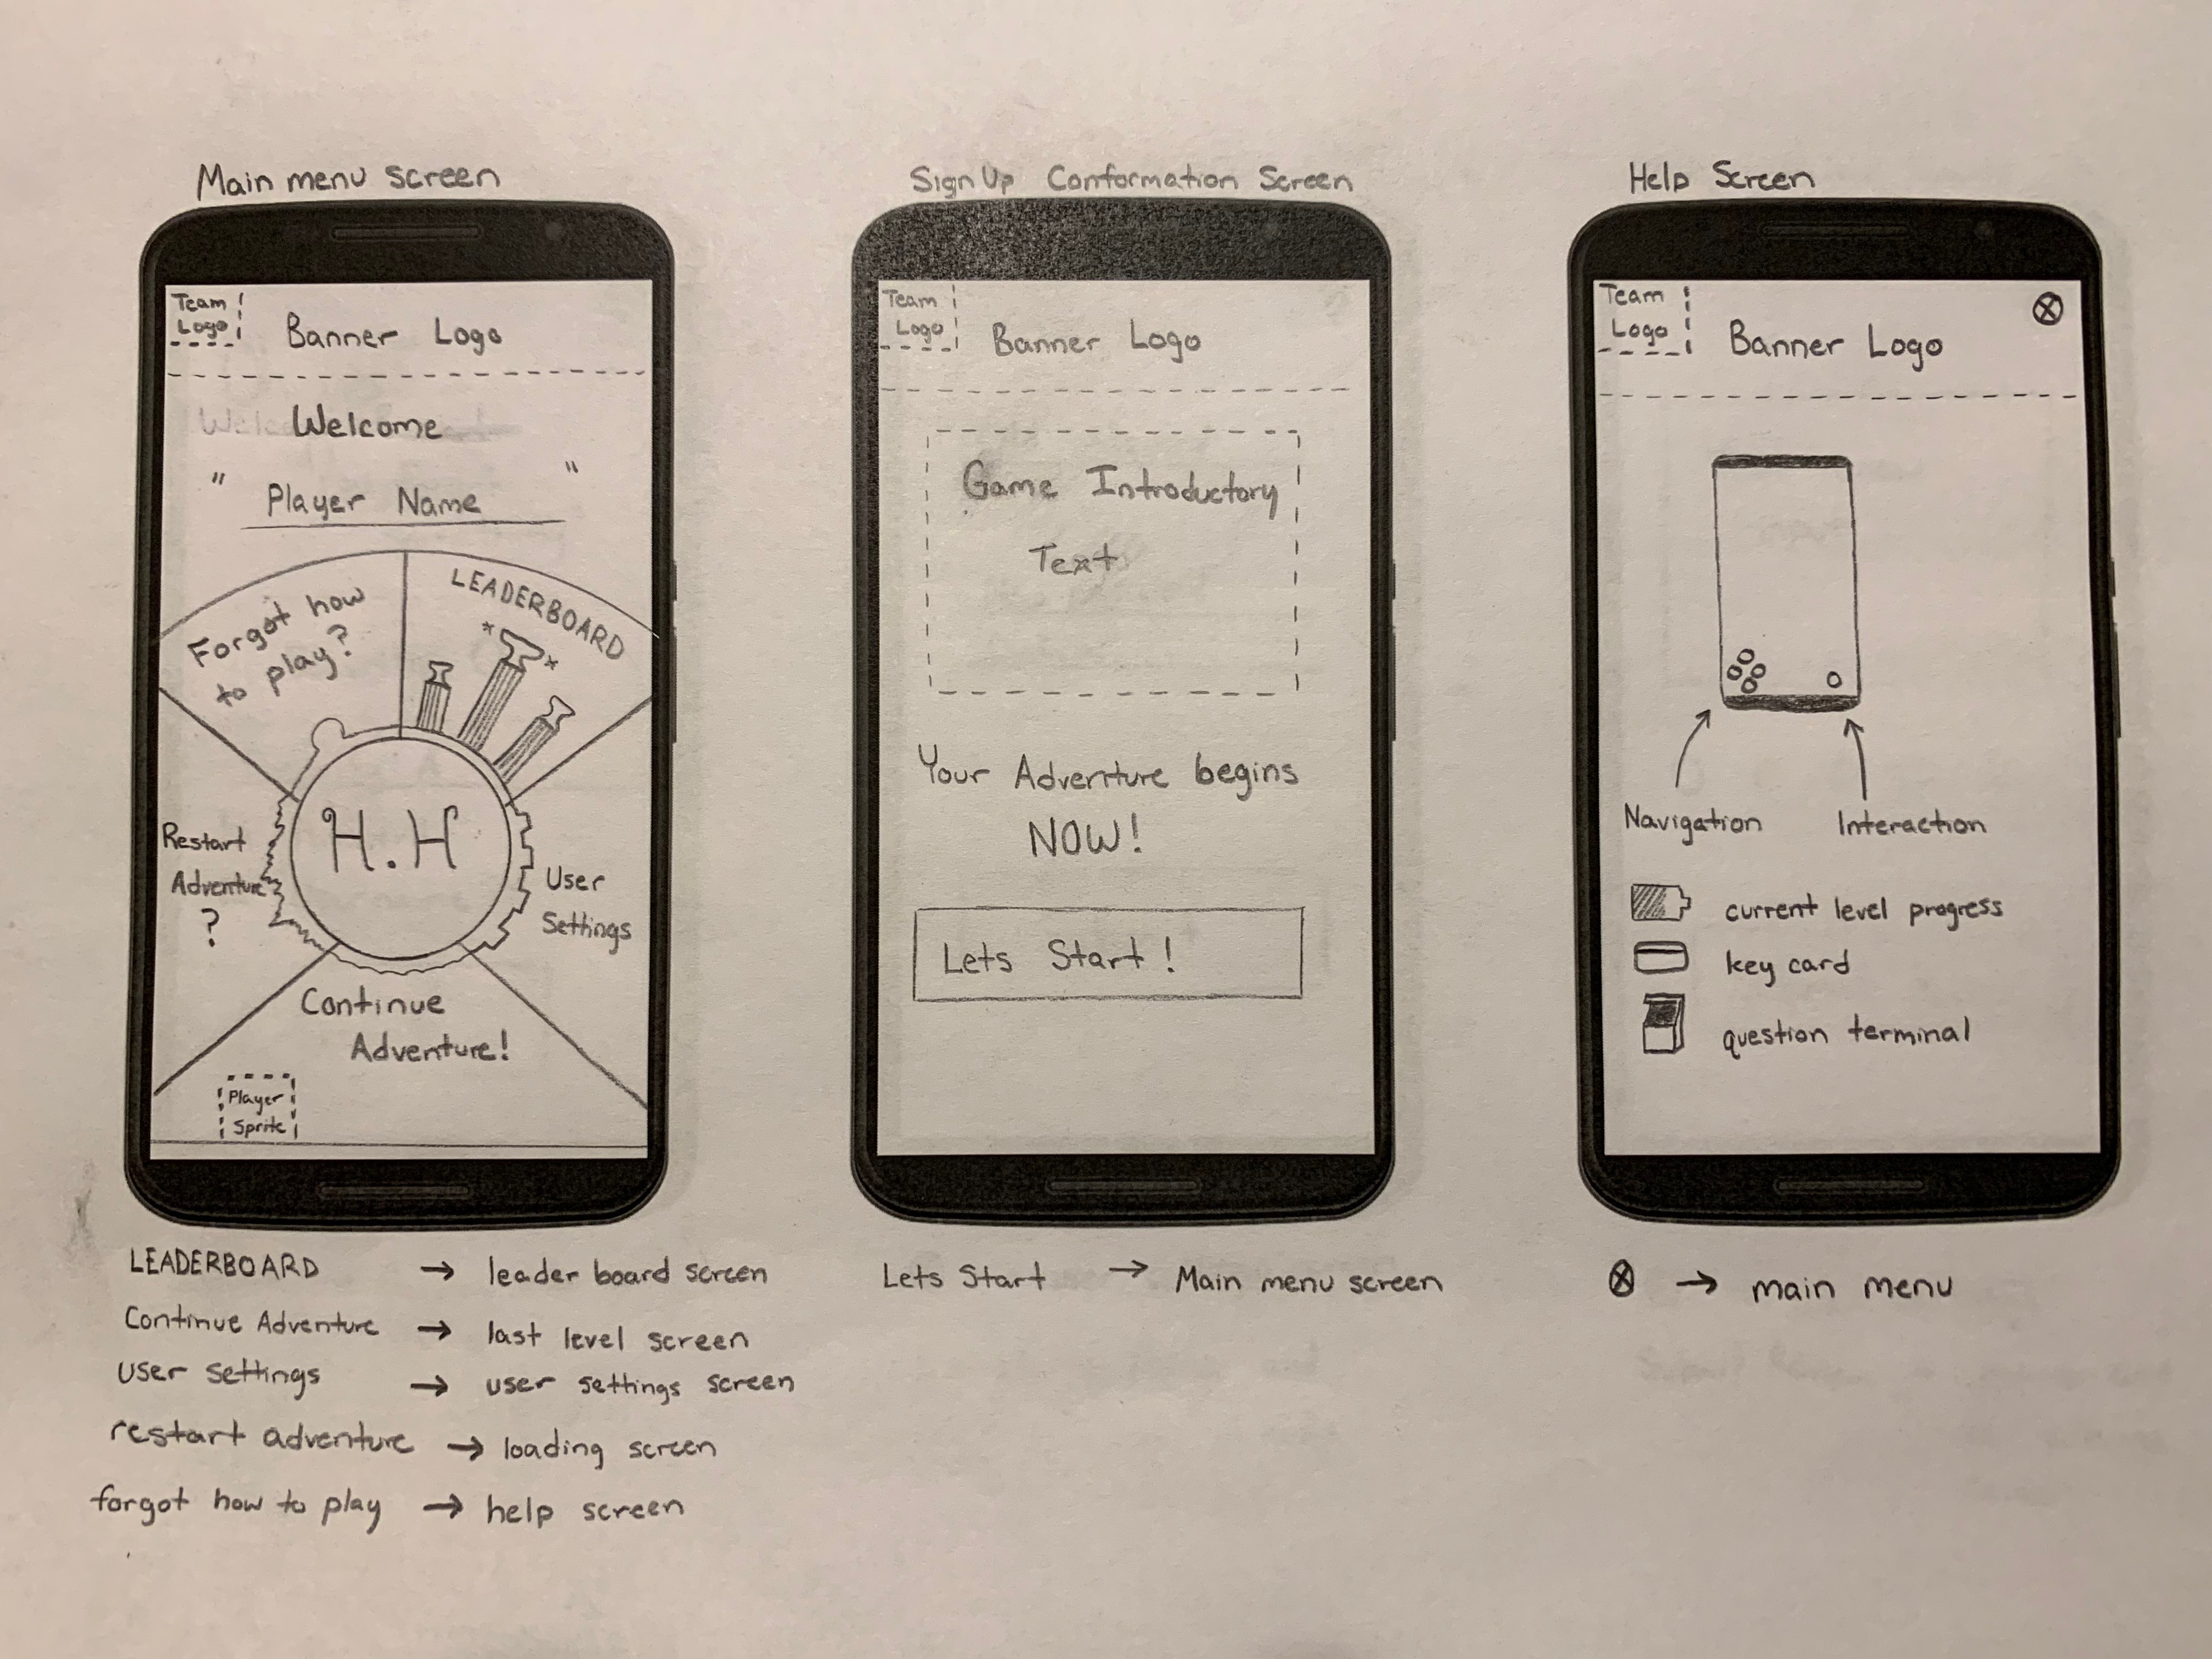 Main menu screen
Team
Logo
Banner Logo
Welcome
" Player Name "
Forgot how
to play?
LEADERBOARD
H.H
Restart
Adventure
?
User
Settings
Continue
Adventure!
Player
Sprite
LEADERBOARD → leader board screen
Continue Adventure → last level screen
User settings → user settings screen
restart adventure → loading screen
forgot how to play → help screen
Sign Up Conformation Screen
Team
Logo
Banner Logo
Game Introductory
Text
Your Adventure begins
NOW!
Lets Start!
Lets Start → Main menu screen
Help Screen
Team
Logo
Banner Logo
Navigation
Interaction
current level progress
key card
question terminal
ⓧ → main menu